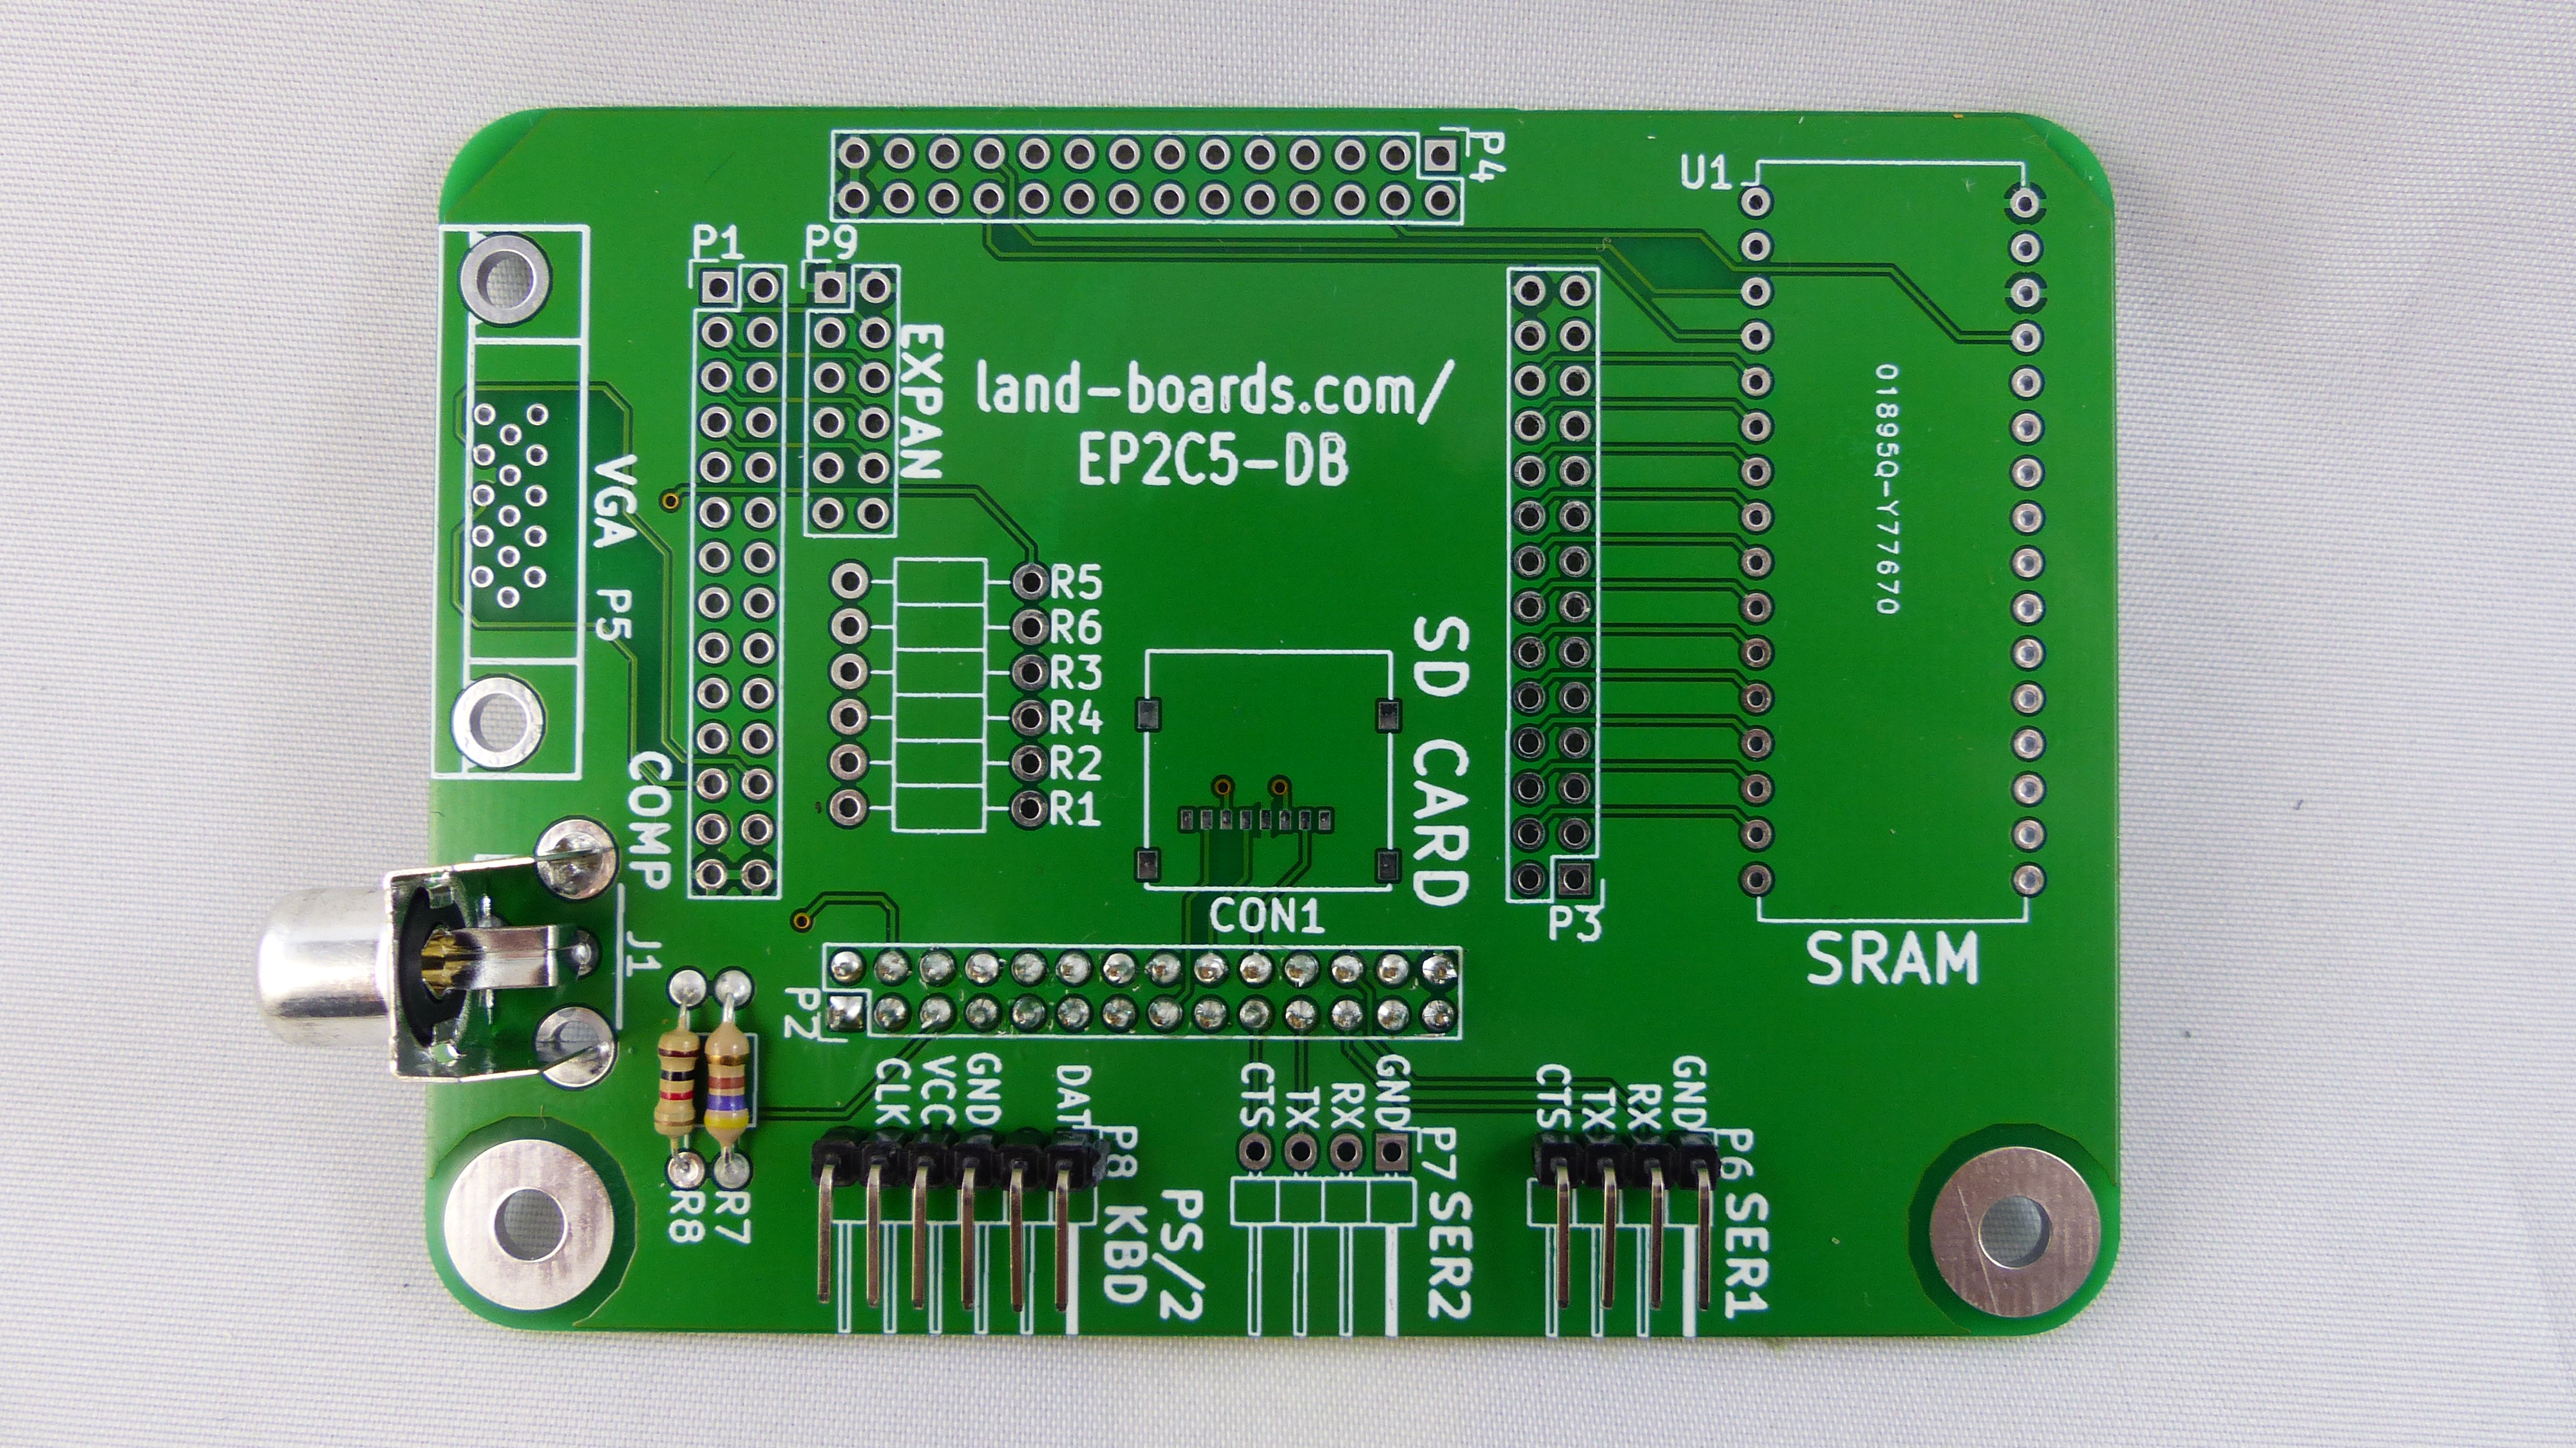 P4
U1
P1
P9
EXPAN
land-boards.com/
EP2C5-DB
01895Q-Y77670
VGA P5
R5
R6
R3
R4
R2
R1
SD CARD
COMP
CON1
P3
J1
SRAM
P2
CLK
VCC
GND
DAT
CTS
TX
RX
GND
CTS
TX
RX
GND
R8
R7
P8
PS/2
KBD
P7 SER2
P6 SER1